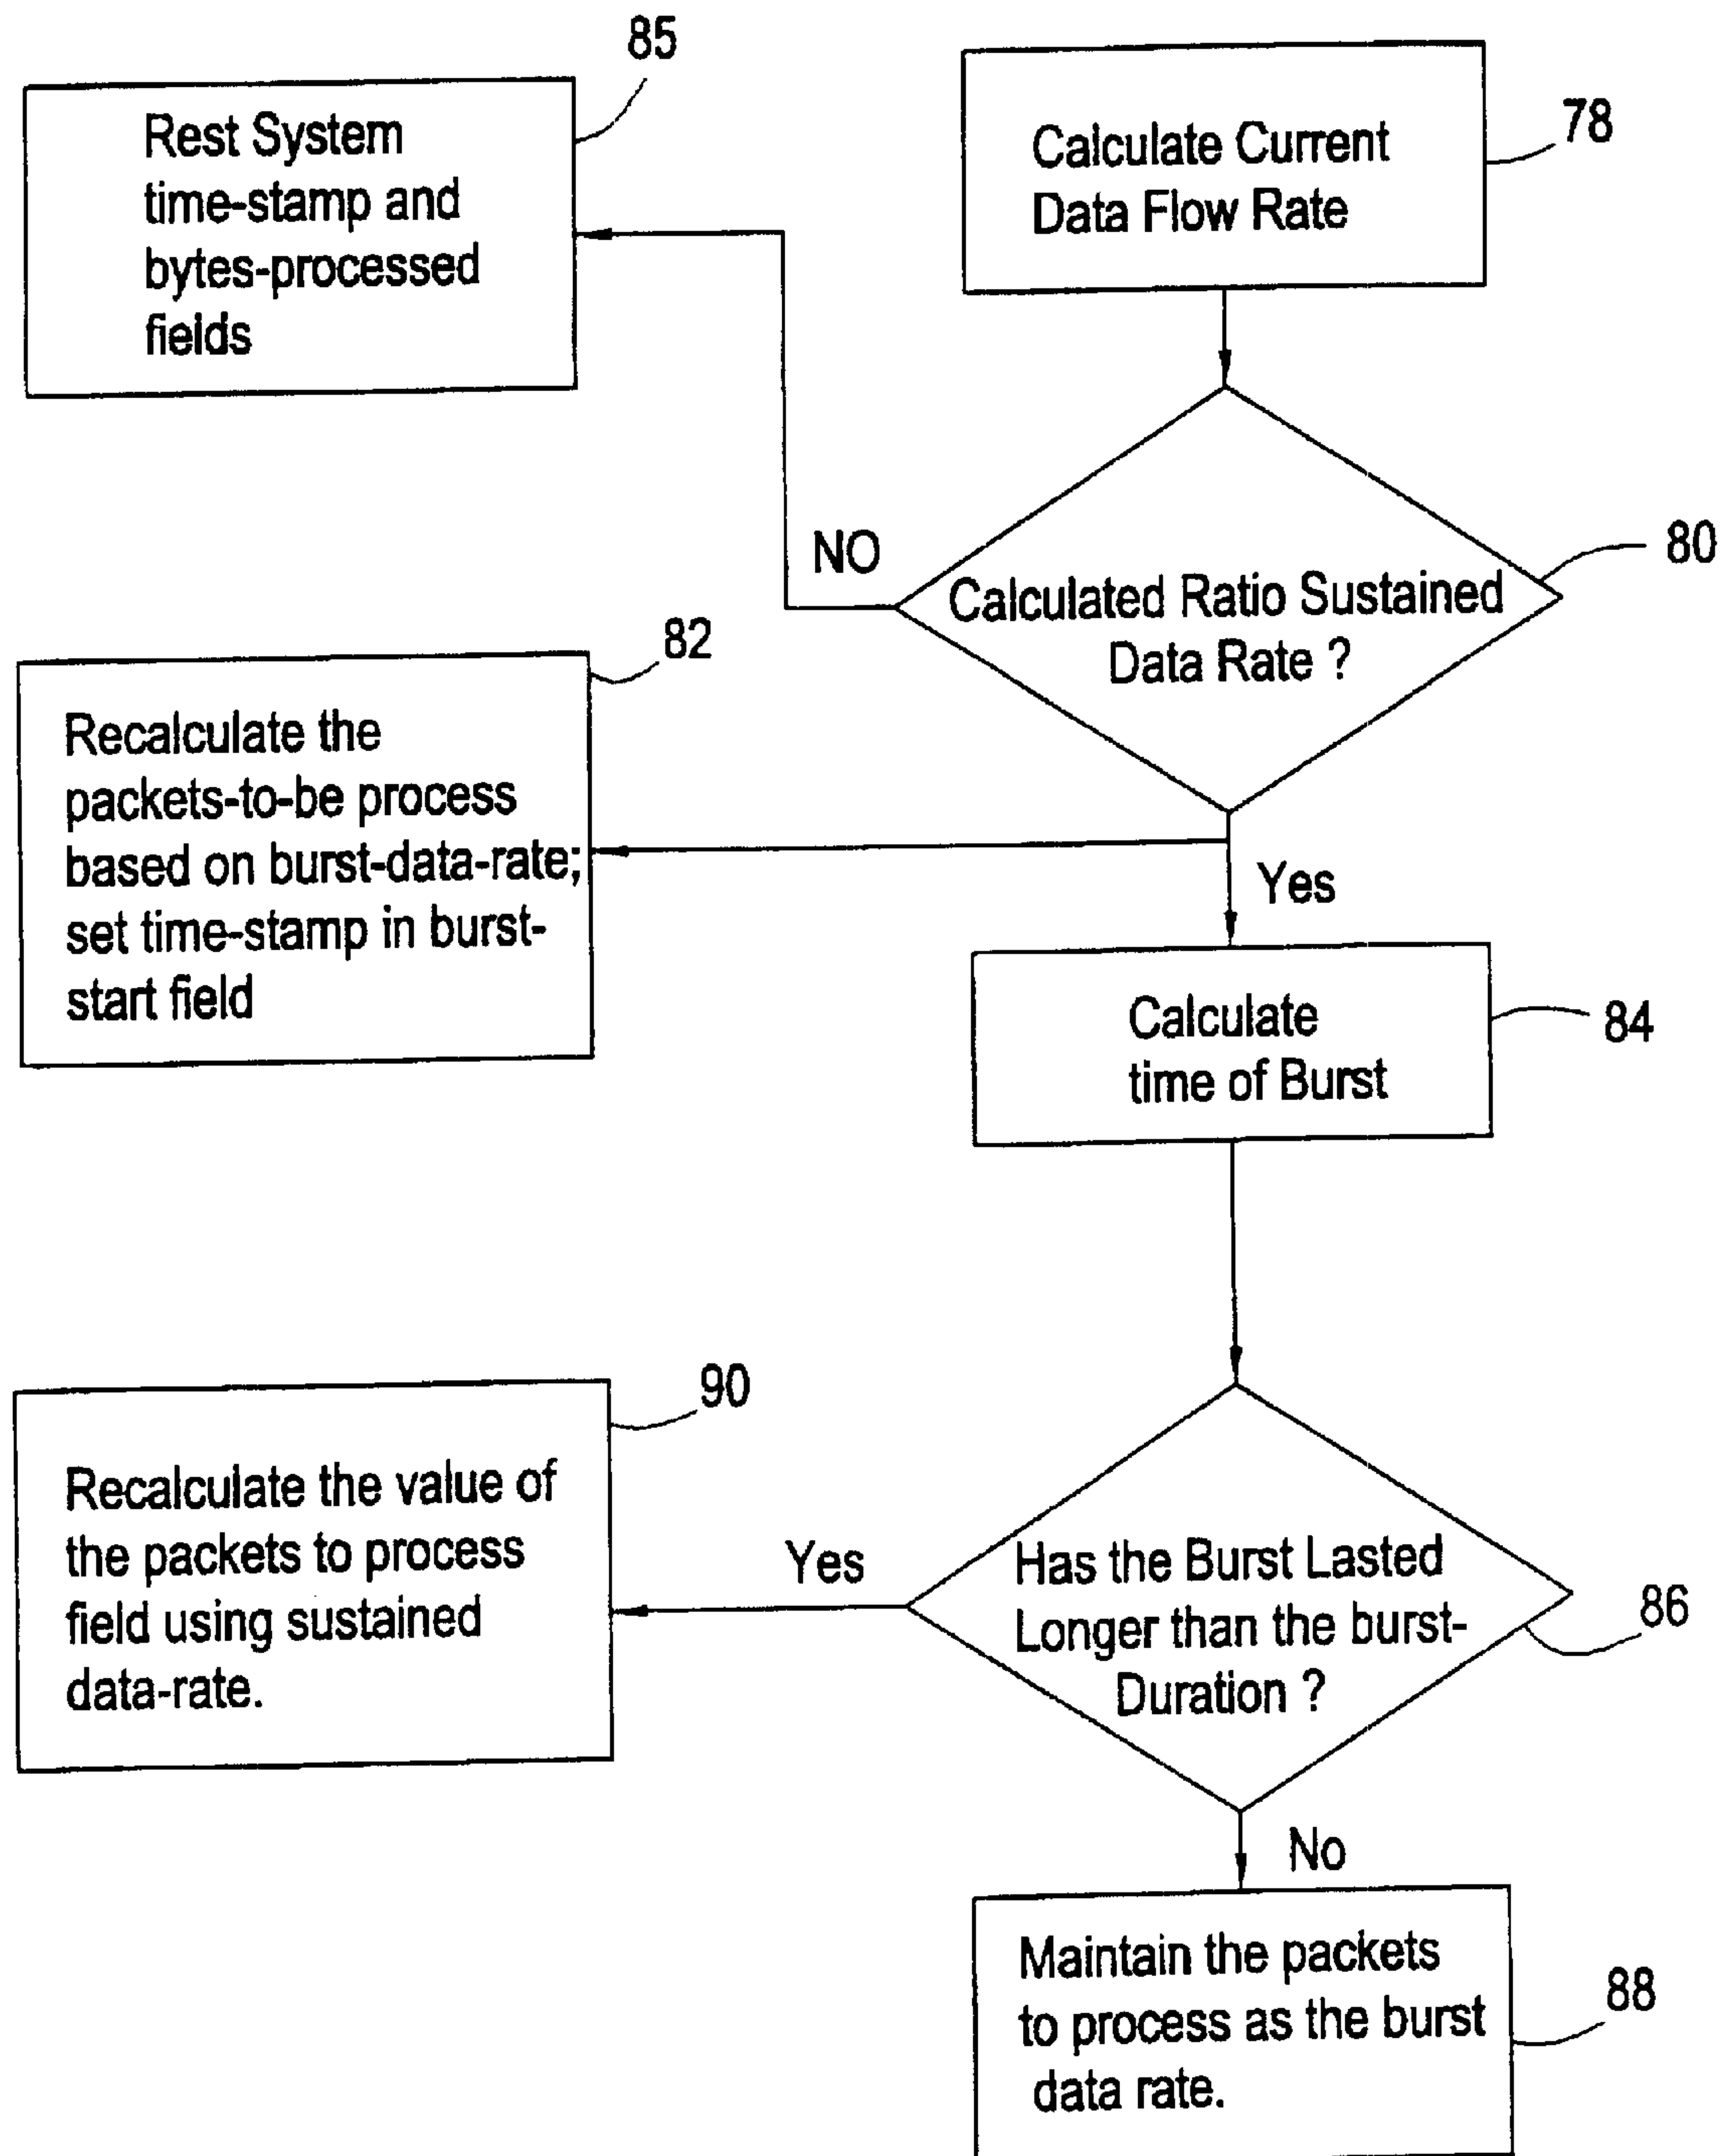 85
Rest System
time-stamp and
bytes-processed
fields
Calculate Current
Data Flow Rate
78
NO
Calculated Ratio Sustained
Data Rate ?
80
82
Recalculate the
packets-to-be process
based on burst-data-rate;
set time-stamp in burst-
start field
Yes
Calculate
time of Burst
84
90
Recalculate the value of
the packets to process
field using sustained
data-rate.
Yes
Has the Burst Lasted
Longer than the burst-
Duration ?
86
No
Maintain the packets
to process as the burst
data rate.
88